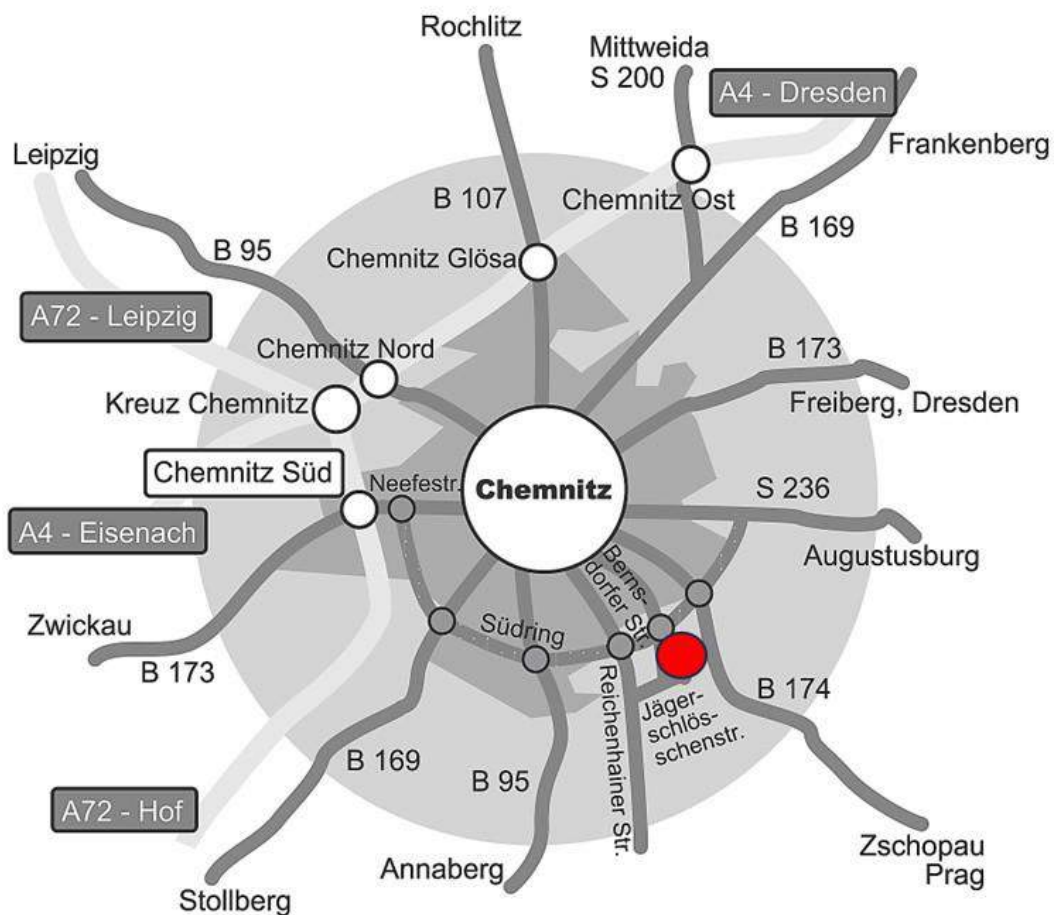 Rochlitz
Mittweida
S 200
A4 - Dresden
Frankenberg
Leipzig
B 107
Chemnitz Ost
B 169
B 95
Chemnitz Glösa
A72 - Leipzig
Chemnitz Nord
B 173
Kreuz Chemnitz
Freiberg, Dresden
Chemnitz Süd
Neefestr.
Chemnitz
S 236
A4 - Eisenach
Augustusburg
Berns-
dorfer Str.
Zwickau
Südring
B 173
Reichenhainer Str.
Jäger-
schlös-
schenstr.
B 174
B 169
B 95
A72 - Hof
Annaberg
Zschopau
Prag
Stollberg